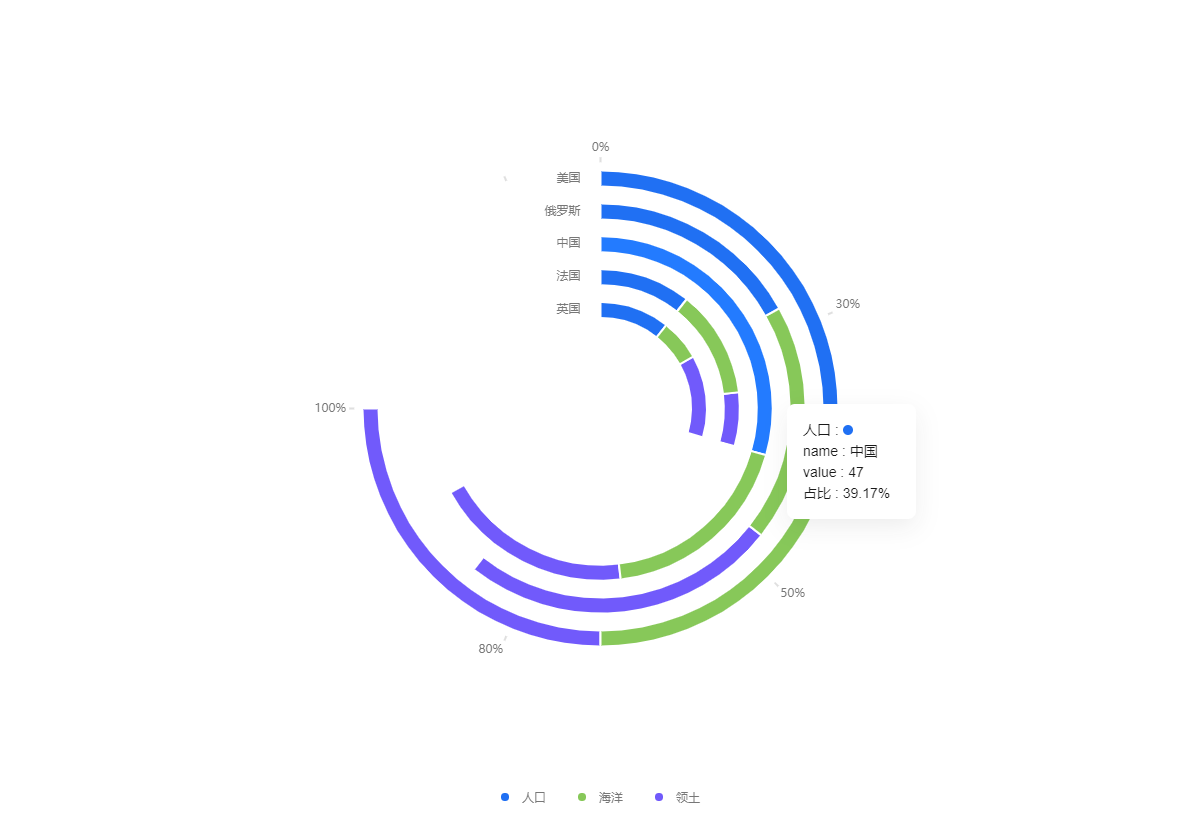 0%
美国
俄罗斯
中国
法国
英国
30%
100%
人口 :
name : 中国
value : 47
占比 : 39.17%
50%
80%
人口
海洋
领土